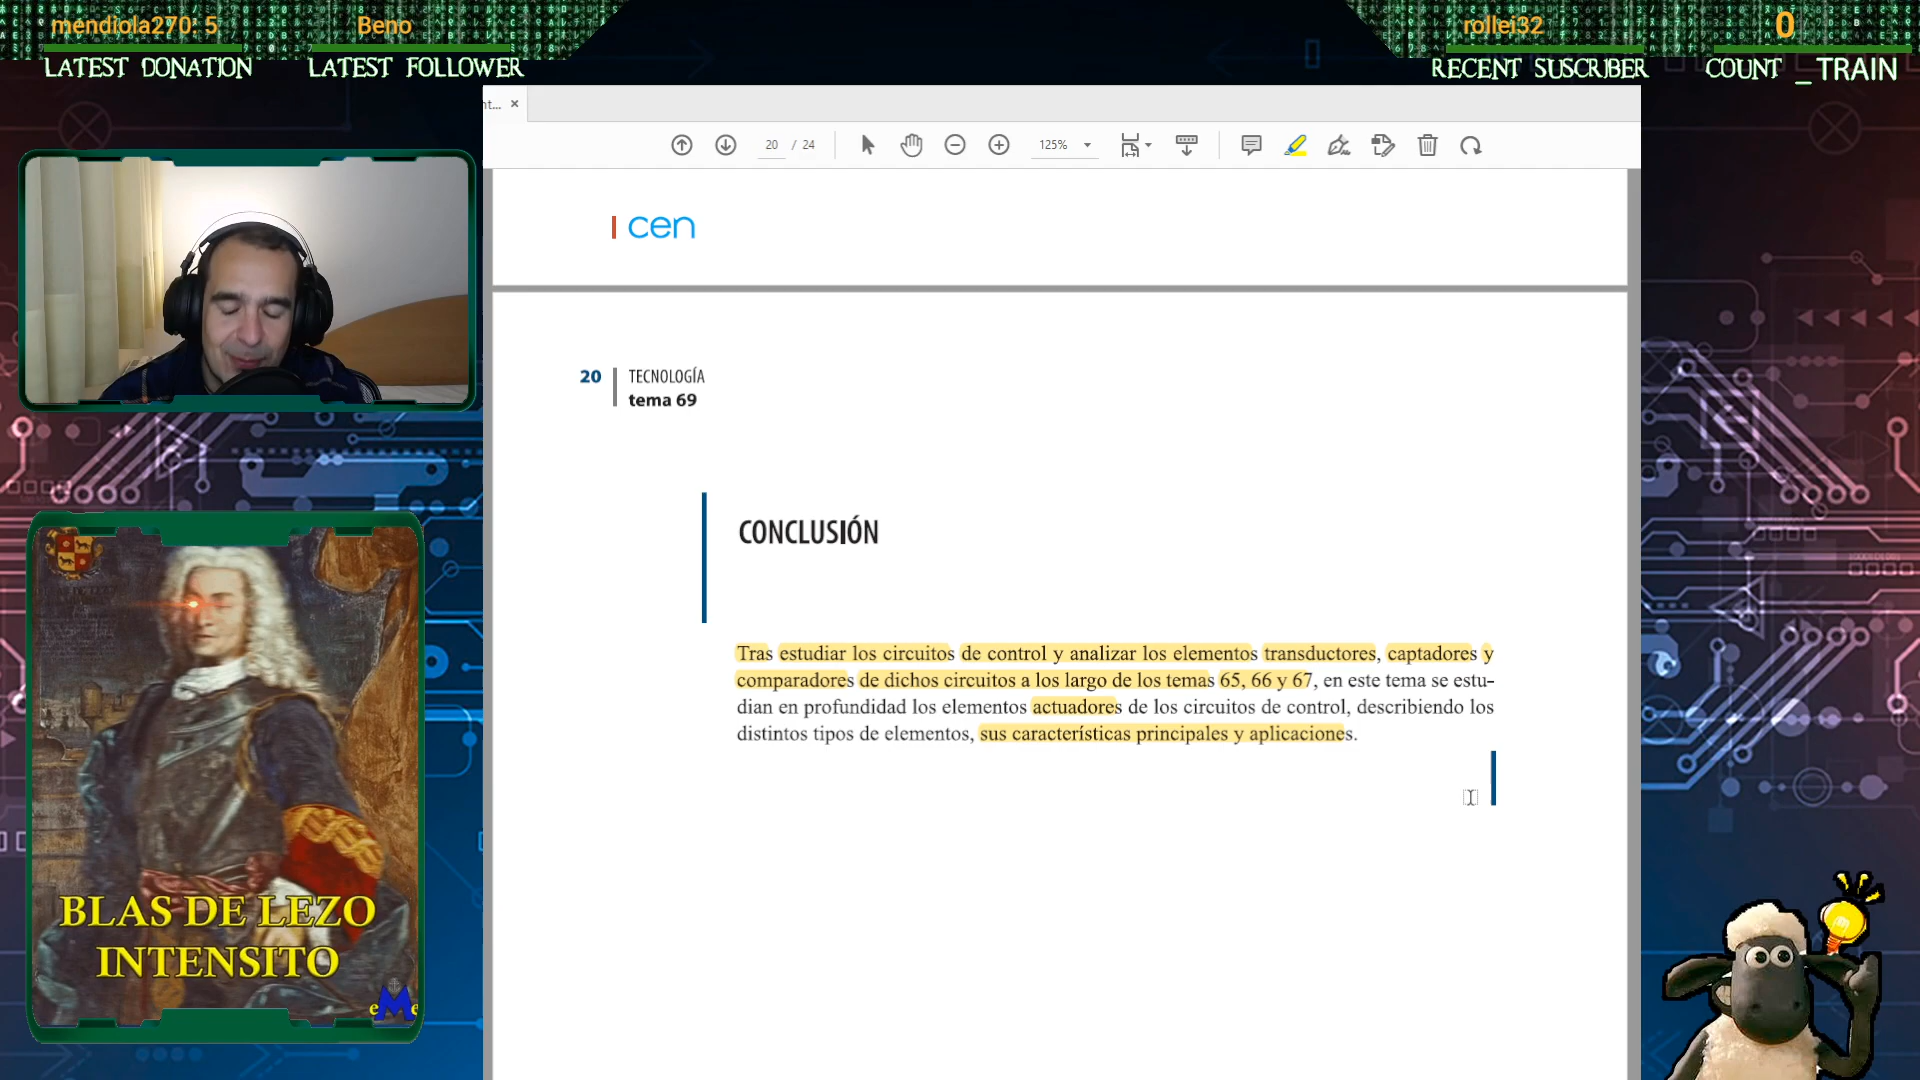 mendiola270: 5
Beno
rollei32
0
LATEST DONATION
LATEST FOLLOWER
RECENT SUSCRIBER
COUNT _TRAIN
nt...
20 / 24
125%
cen
20
TECNOLOGÍA
tema 69
CONCLUSIÓN
Tras estudiar los circuitos de control y analizar los elementos transductores, captadores y
comparadores de dichos circuitos a los largo de los temas 65, 66 y 67, en este tema se estu-
dian en profundidad los elementos actuadores de los circuitos de control, describiendo los
distintos tipos de elementos, sus características principales y aplicaciones.
BLAS DE LEZO
INTENSITO
eMe